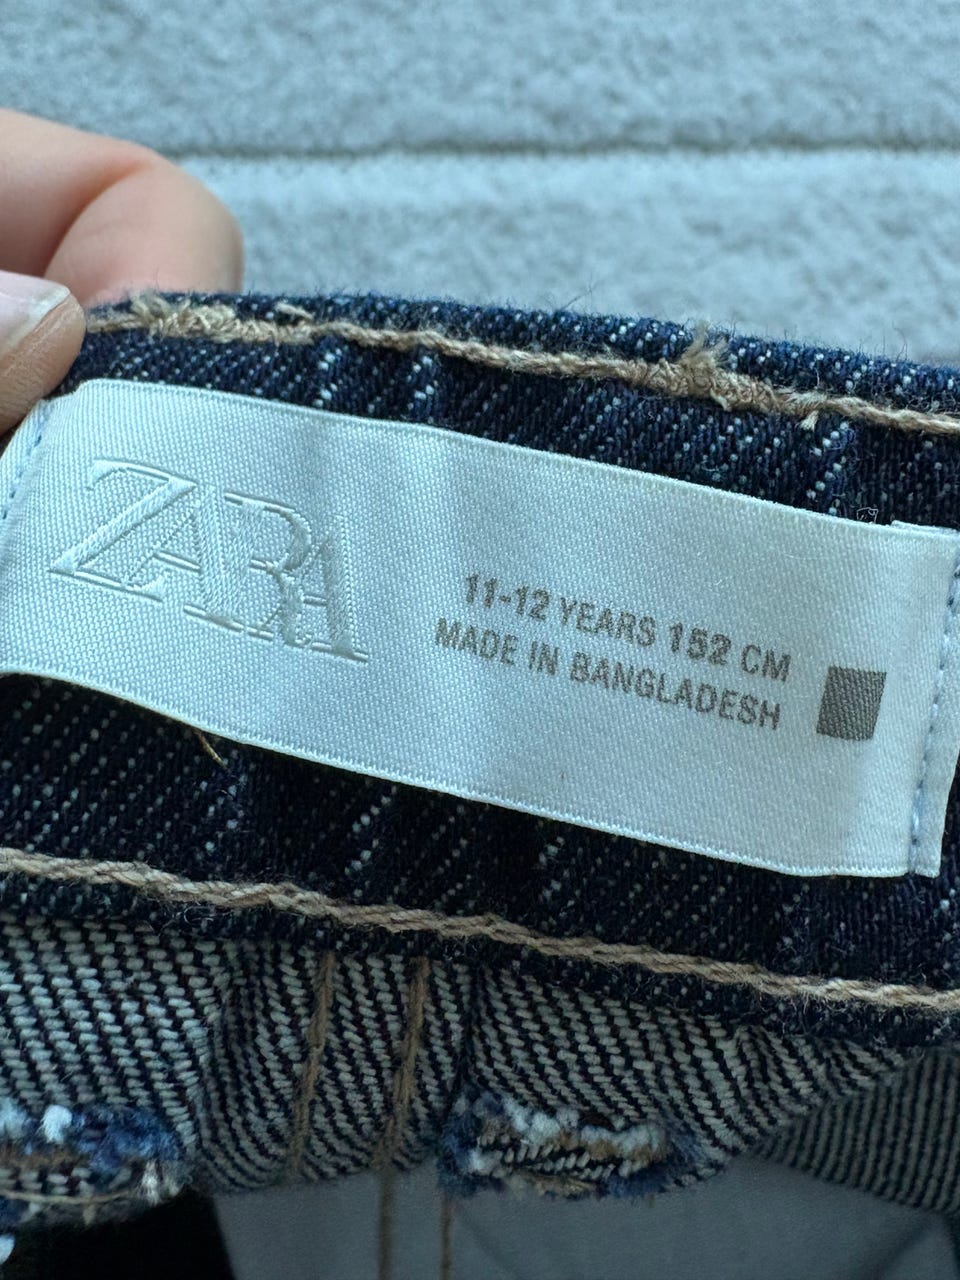 ZARA
11-12 YEARS 152 CM
MADE IN BANGLADESH